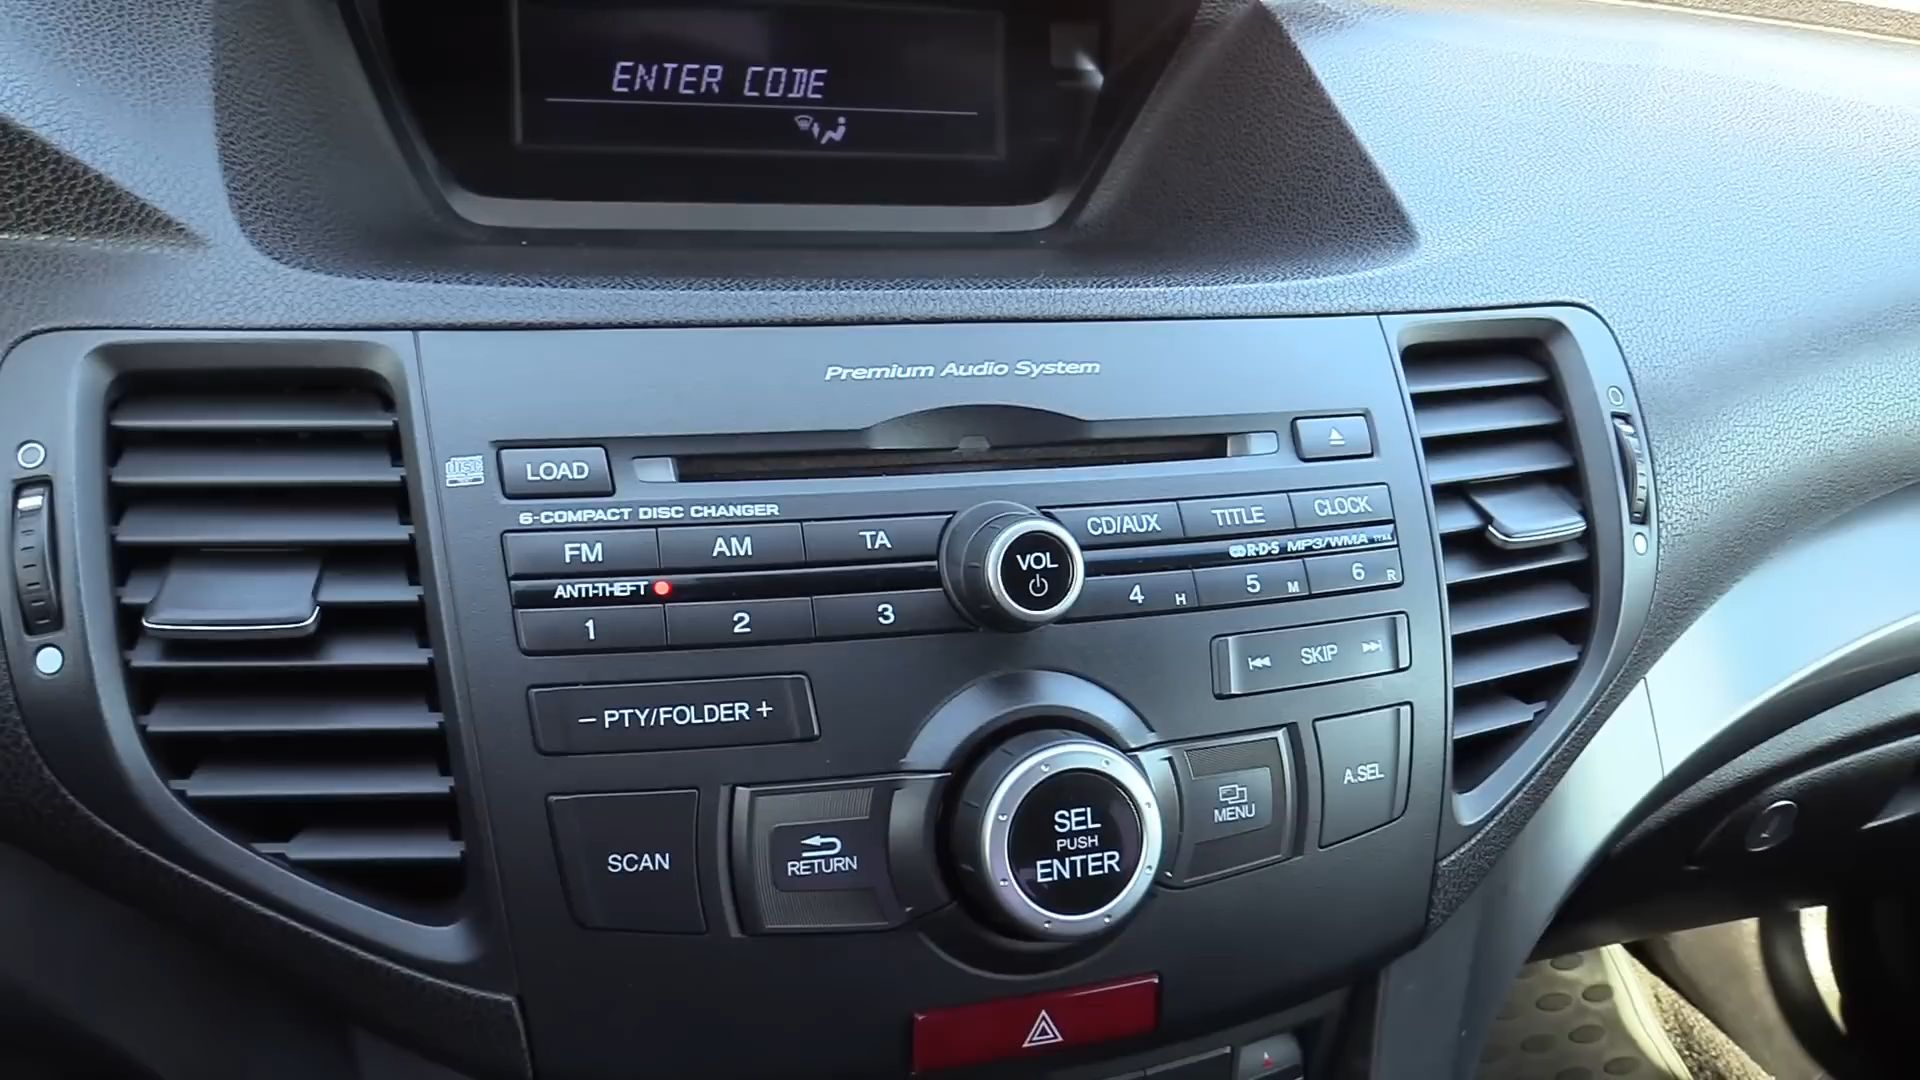 ENTER CODE
Premium Audio System
disc
LOAD
6-COMPACT DISC CHANGER
FM
AM
TA
VOL
CD/AUX
TITLE
CLOCK
R·D·S MP3/WMA
ANTI-THEFT
1
2
3
4 H
5 M
6 R
SKIP
− PTY/FOLDER +
SCAN
RETURN
SEL
PUSH
ENTER
MENU
A.SEL